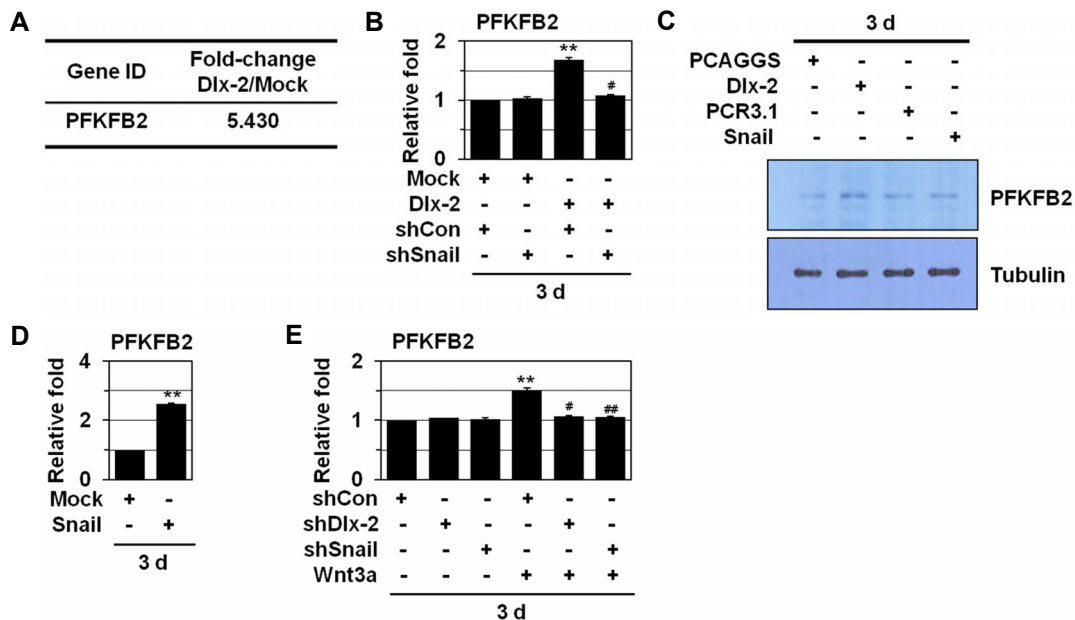 A
Gene ID Fold-change Dlx-2/Mock
PFKFB2 5.430
B
PFKFB2
Relative fold
2
1
0
Mock + + - -
Dlx-2 - - + +
shCon + - + -
shSnail - + - +
3 d
**
#
C
3 d
PCAGGS + - - -
Dlx-2 - + - -
PCR3.1 - - + -
Snail - - - +
PFKFB2
Tubulin
D
PFKFB2
Relative fold
4
2
0
**
Mock + -
Snail - +
3 d
E
PFKFB2
Relative fold
2
1
0
**
#
##
shCon + - - + - -
shDlx-2 - + - - + -
shSnail - - + - - +
Wnt3a - - - + + +
3 d